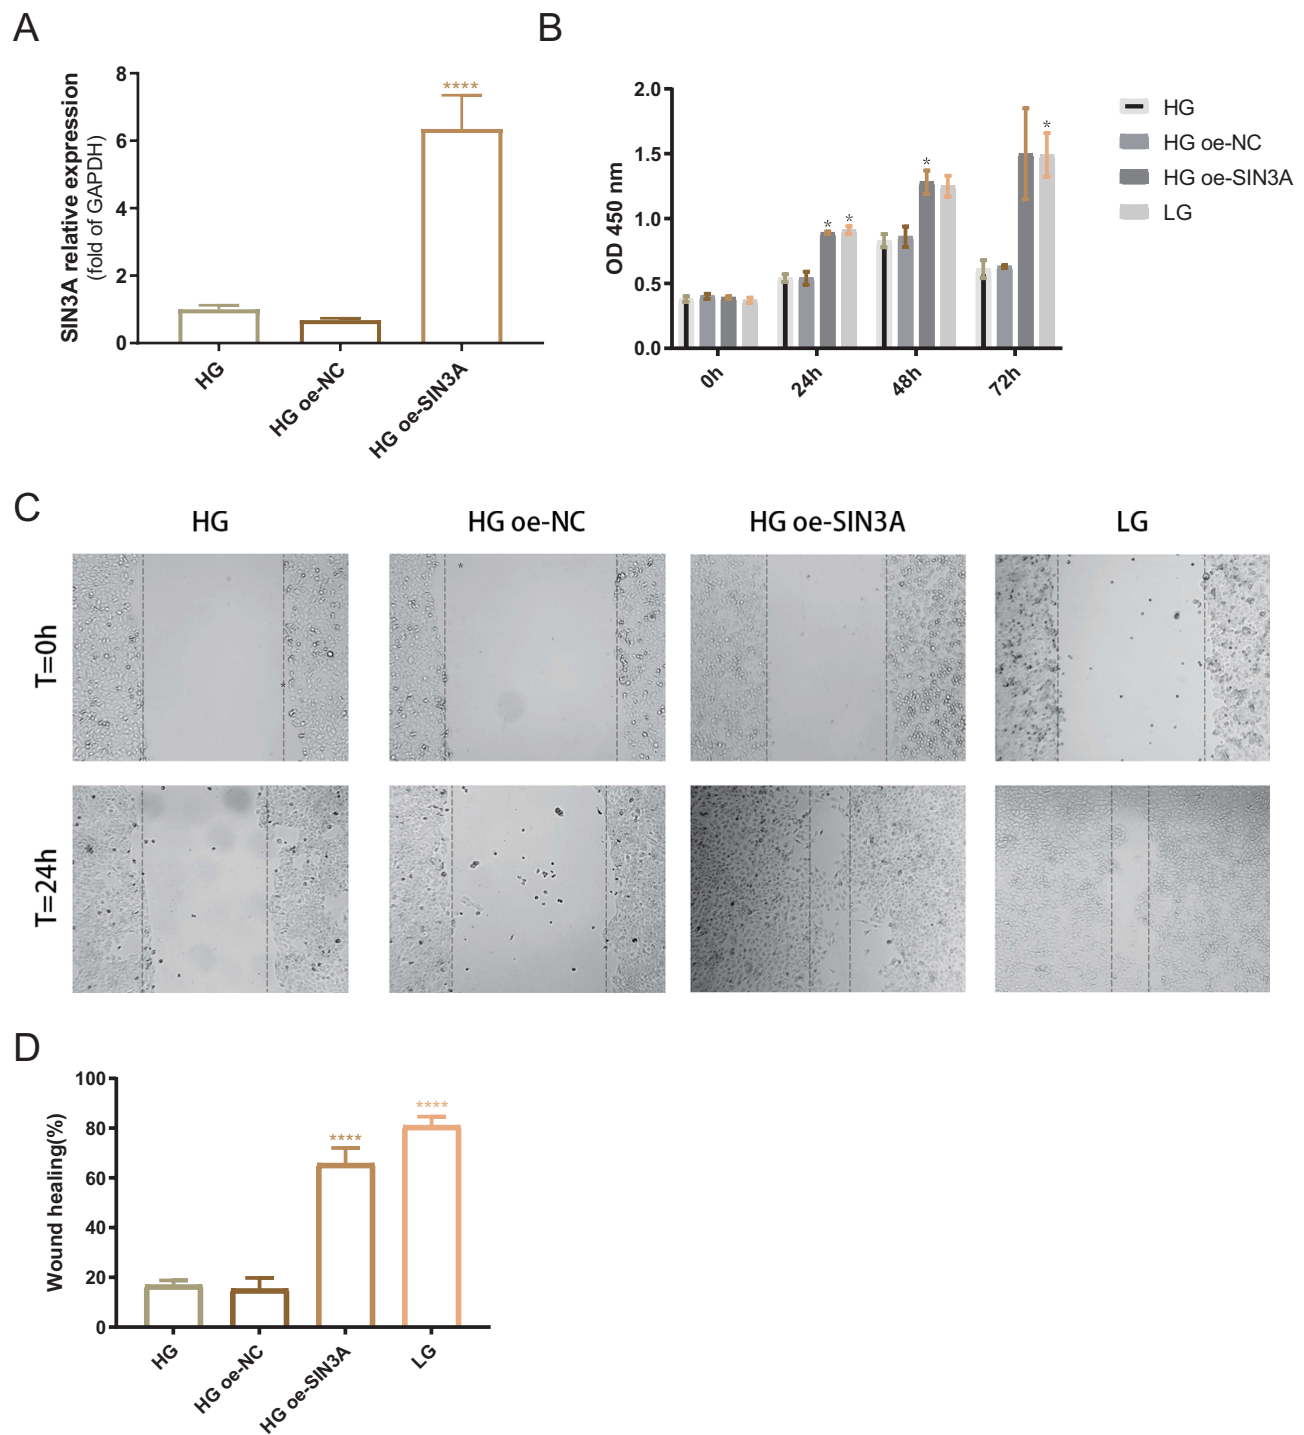 A
SIN3A relative expression
(fold of GAPDH)
8
6
4
2
0
****
HG
HG oe-NC
HG oe-SIN3A
B
OD 450 nm
2.0
1.5
1.0
0.5
0.0
*
*
*
*
0h
24h
48h
72h
HG
HG oe-NC
HG oe-SIN3A
LG
C
HG
HG oe-NC
HG oe-SIN3A
LG
T=0h
T=24h
D
Wound healing(%)
100
80
60
40
20
0
****
****
HG
HG oe-NC
HG oe-SIN3A
LG